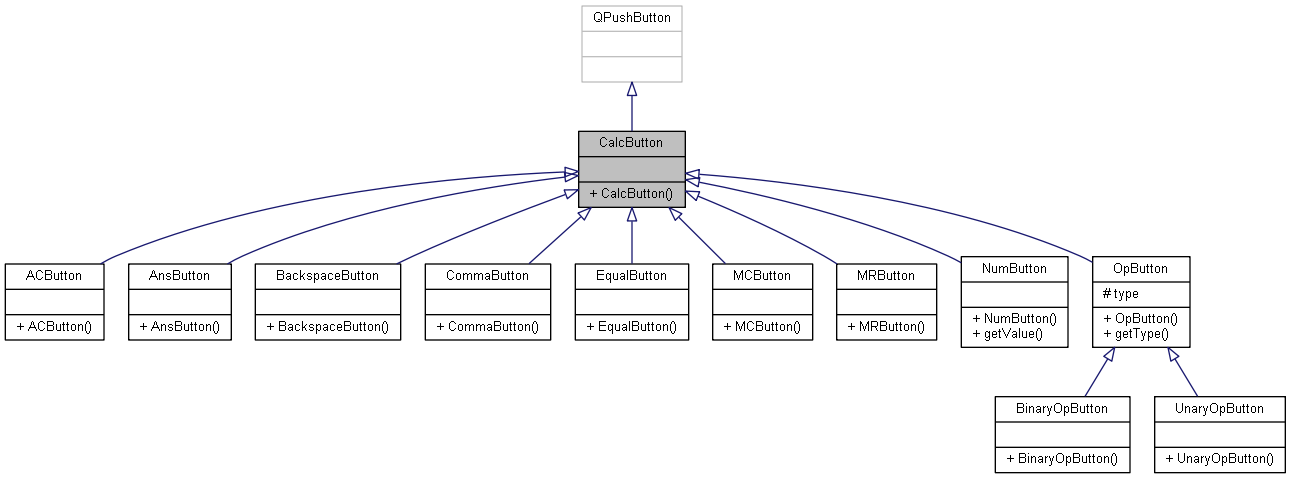 QPushButton
CalcButton
+ CalcButton()
ACButton
+ ACButton()
AnsButton
+ AnsButton()
BackspaceButton
+ BackspaceButton()
CommaButton
+ CommaButton()
EqualButton
+ EqualButton()
MCButton
+ MCButton()
MRButton
+ MRButton()
NumButton
+ NumButton()
+ getValue()
OpButton
# type
+ OpButton()
+ getType()
BinaryOpButton
+ BinaryOpButton()
UnaryOpButton
+ UnaryOpButton()